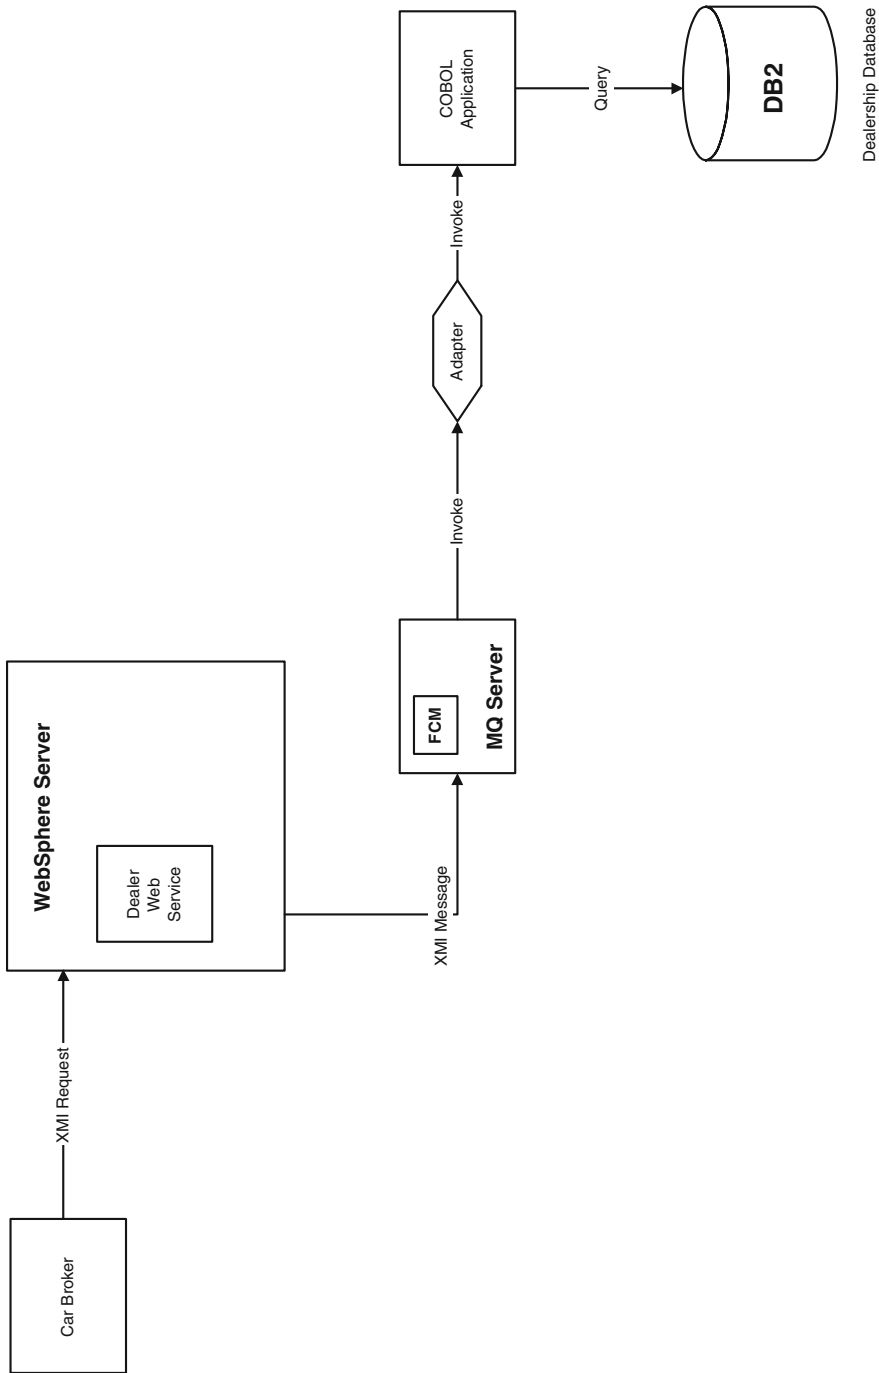 Car Broker
XMI Request
WebSphere Server
Dealer
Web
Service
XMI Message
FCM
MQ Server
Invoke
Adapter
Invoke
COBOL
Application
Query
DB2
Dealership Database